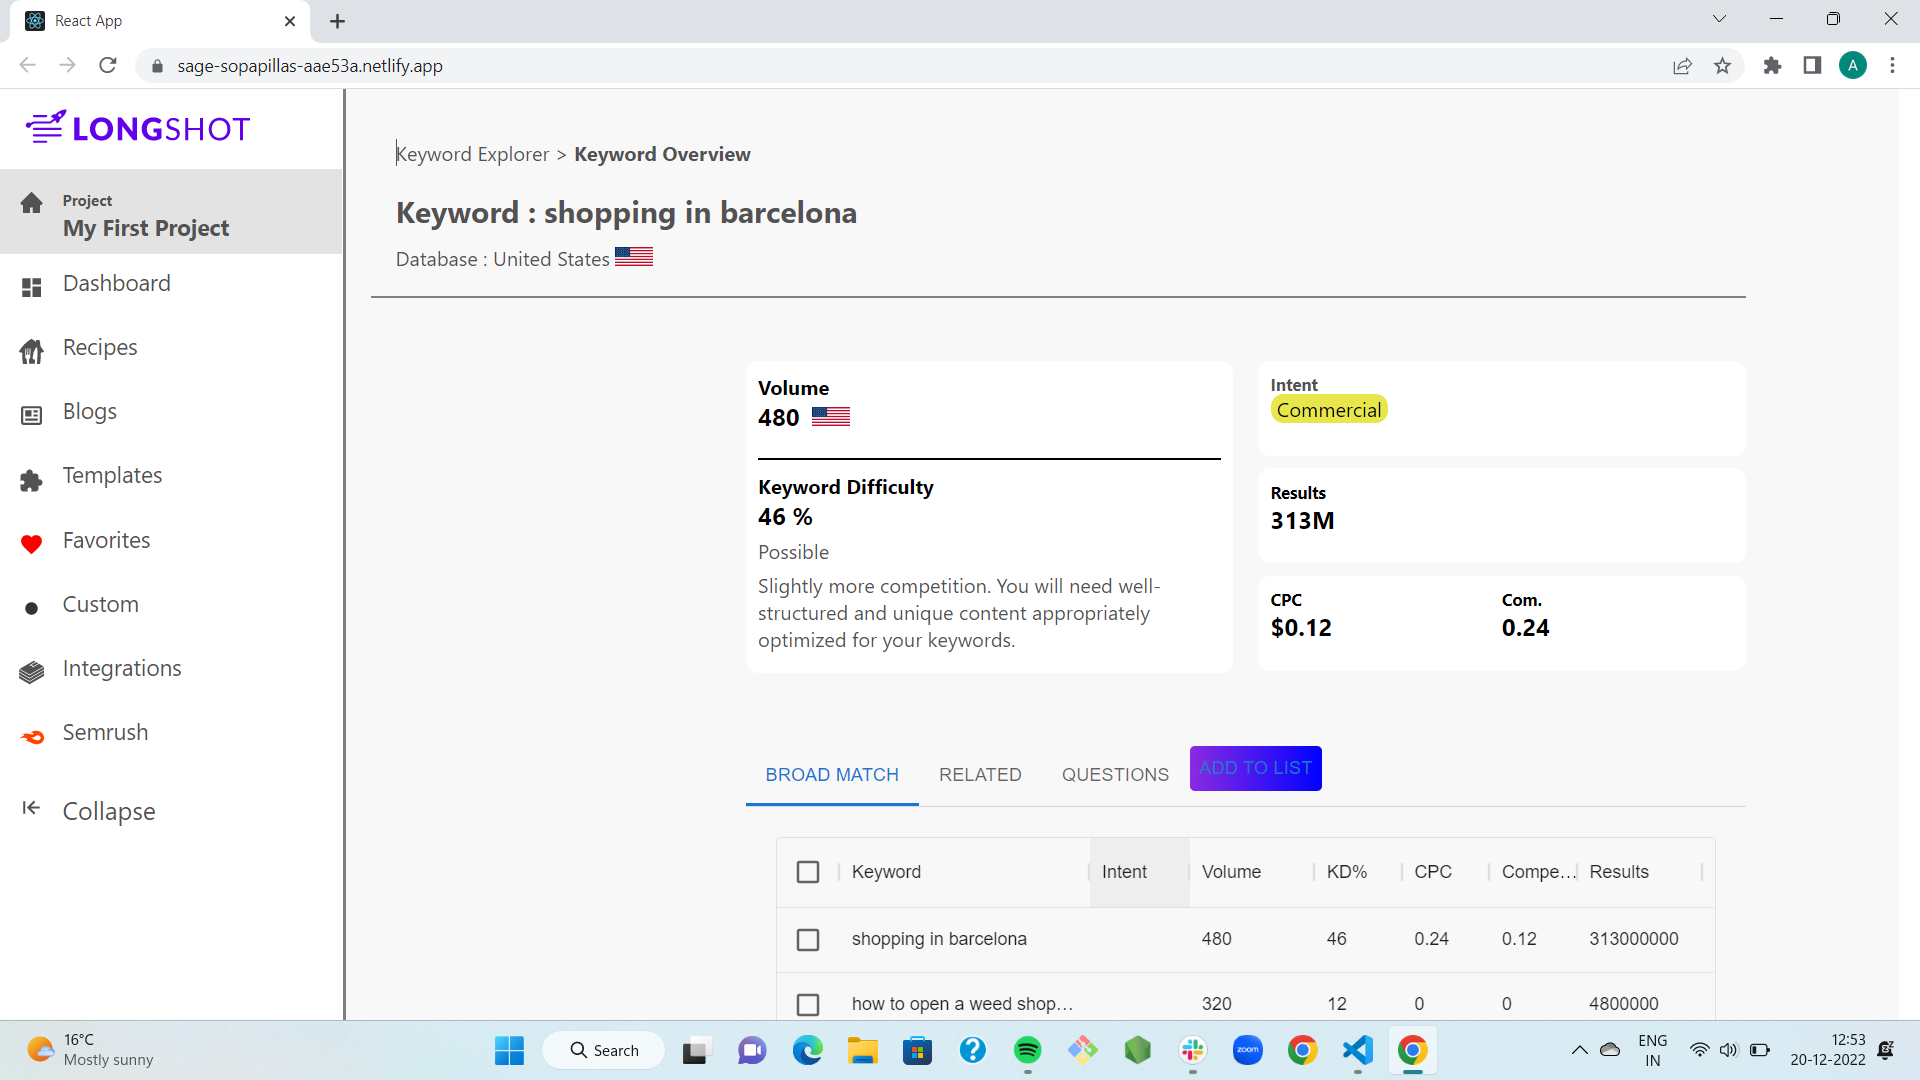 React App
sage-sopapillas-aae53a.netlify.app
A
LONGSHOT
Project
My First Project
Dashboard
Recipes
Blogs
Templates
Favorites
Custom
Integrations
Semrush
Collapse
Keyword Explorer > Keyword Overview
Keyword : shopping in barcelona
Database : United States
Volume
480
Keyword Difficulty
46 %
Possible
Slightly more competition. You will need well-
structured and unique content appropriately
optimized for your keywords.
Intent
Commercial
Results
313M
CPC
$0.12
Com.
0.24
BROAD MATCH RELATED QUESTIONS ADD TO LIST
Keyword Intent Volume KD% CPC Compe... Results
shopping in barcelona 480 46 0.24 0.12 313000000
how to open a weed shop... 320 12 0 0 4800000
16°C
Mostly sunny
Search
zoom
ENG
IN
12:53
20-12-2022